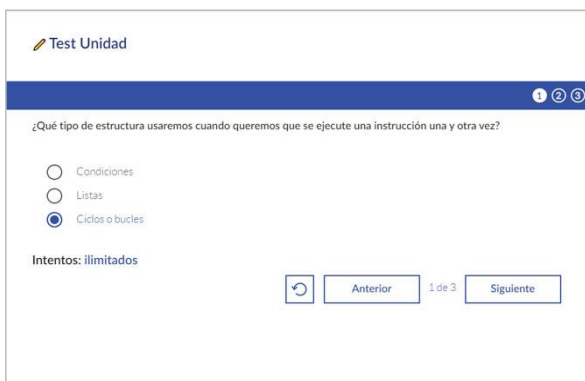 Test Unidad
1 2 3
¿Qué tipo de estructura usaremos cuando queremos que se ejecute una instrucción una y otra vez?
Condiciones
Listas
Ciclos o bucles
Intentos: ilimitados
Anterior 1 de 3 Siguiente